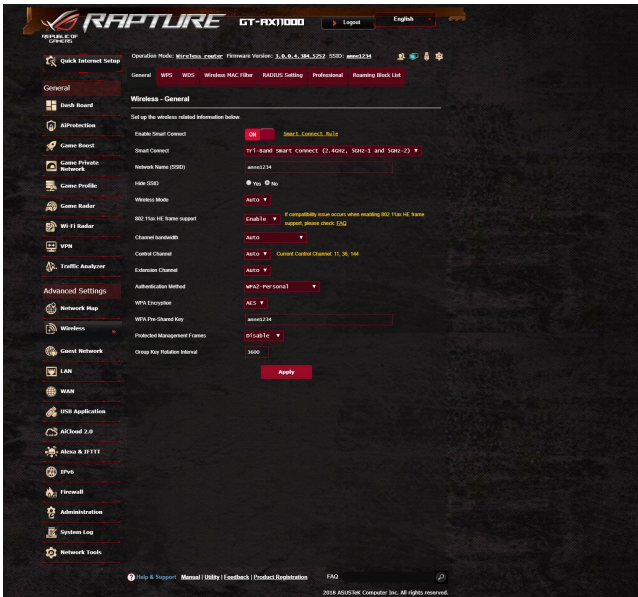 REPUBLIC OF
GAMERS
RAPTURE
GT-AX11000
Logout
English
Quick Internet Setup
Operation Mode: Wireless router Firmware Version: 3.0.0.4.384_5252 SSID: anne1234
General WPS WDS Wireless MAC Filter RADIUS Setting Professional Roaming Block List
General
Dash Board
AiProtection
Game Boost
Game Private
Network
Game Profile
Game Radar
Wi-Fi Radar
VPN
Traffic Analyzer
Advanced Settings
Network Map
Wireless
Guest Network
LAN
WAN
USB Application
AiCloud 2.0
Alexa & IFTTT
IPv6
Firewall
Administration
System Log
Network Tools
Wireless - General
Set up the wireless related information below.
Enable Smart Connect ON Smart Connect Rule
Smart Connect Tri-Band Smart Connect (2.4GHz, 5GHz-1 and 5GHz-2)
Network Name (SSID) anne1234
Hide SSID Yes No
Wireless Mode Auto
802.11ax HE frame support Enable If compatibility issue occurs when enabling 802.11ax HE frame
support, please check: FAQ
Channel bandwidth Auto
Control Channel Auto Current Control Channel: 11, 36, 144
Extension Channel Auto
Authentication Method WPA2-Personal
WPA Encryption AES
WPA Pre-Shared Key anne1234
Protected Management Frames Disable
Group Key Rotation Interval 3600
Apply
Help & Support Manual | Utility | Feedback | Product Registration FAQ
2018 ASUSTeK Computer Inc. All rights reserved.